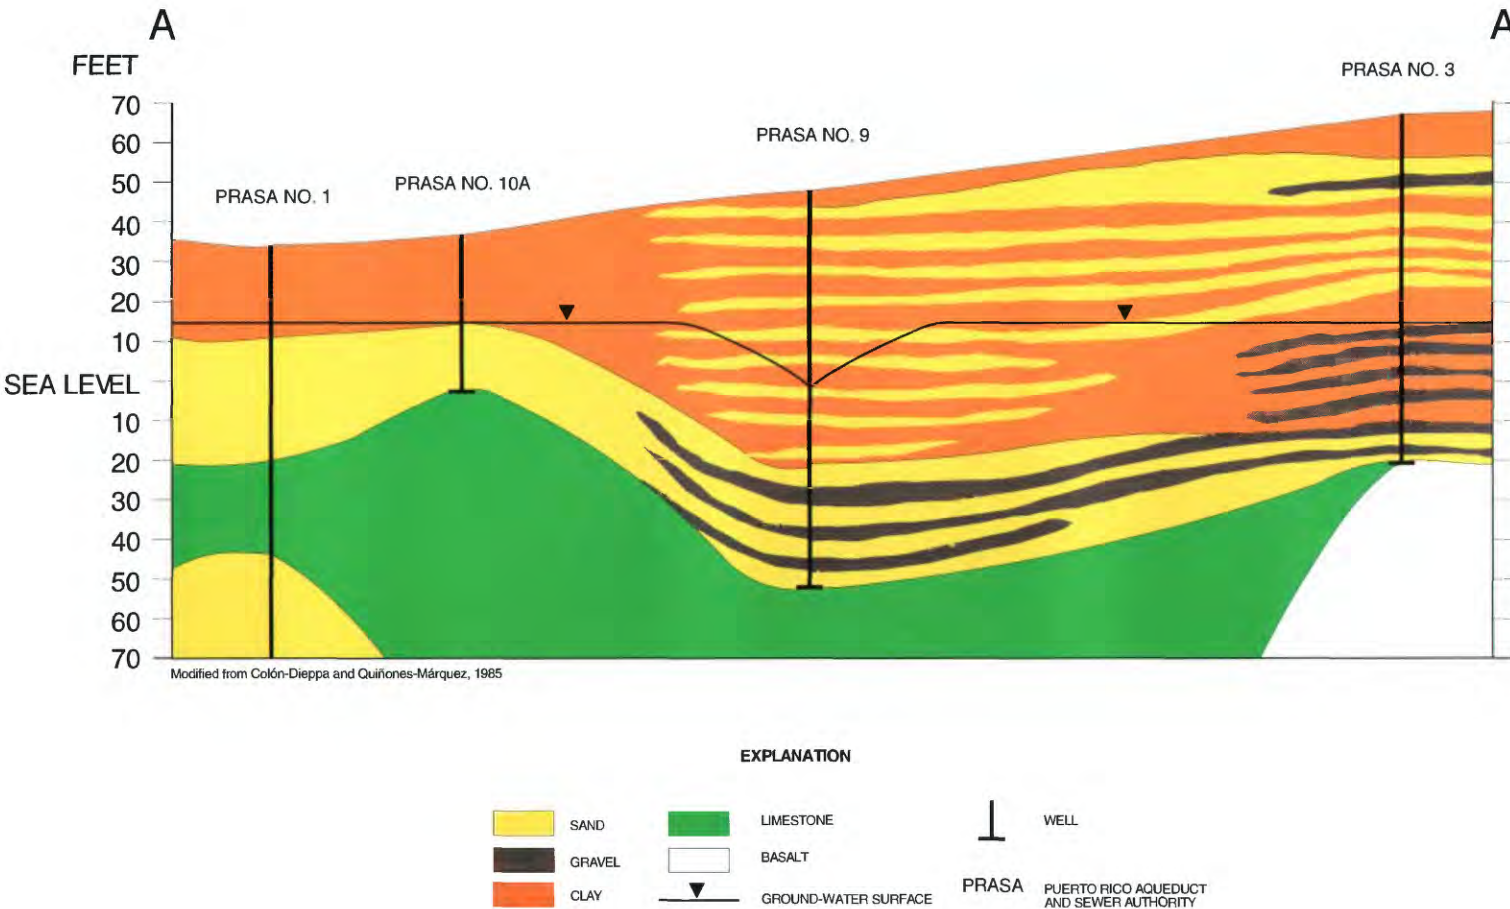 A
A
FEET
PRASA NO. 3
70
60
50
40
30
20
10
SEA LEVEL
10
20
30
40
50
60
70
PRASA NO. 9
PRASA NO. 10A
PRASA NO. 1
Modified from Colón-Dieppa and Quiñones-Márquez, 1985
EXPLANATION
SAND
GRAVEL
CLAY
LIMESTONE
BASALT
GROUND-WATER SURFACE
WELL
PRASA PUERTO RICO AQUEDUCT
AND SEWER AUTHORITY